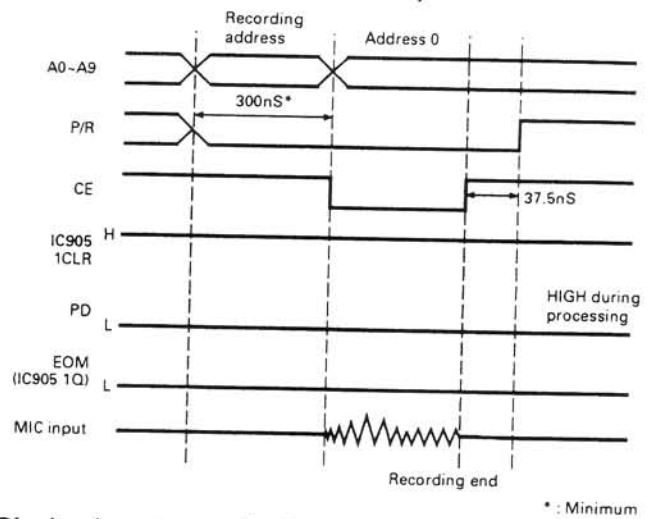 Recording
address
Address 0
A0~A9
300nS*
P/R
CE
37.5nS
IC905 H
1CLR
HIGH during
processing
PD
L
EOM
(IC905 1Q) L
MIC input
Recording end
* : Minimum